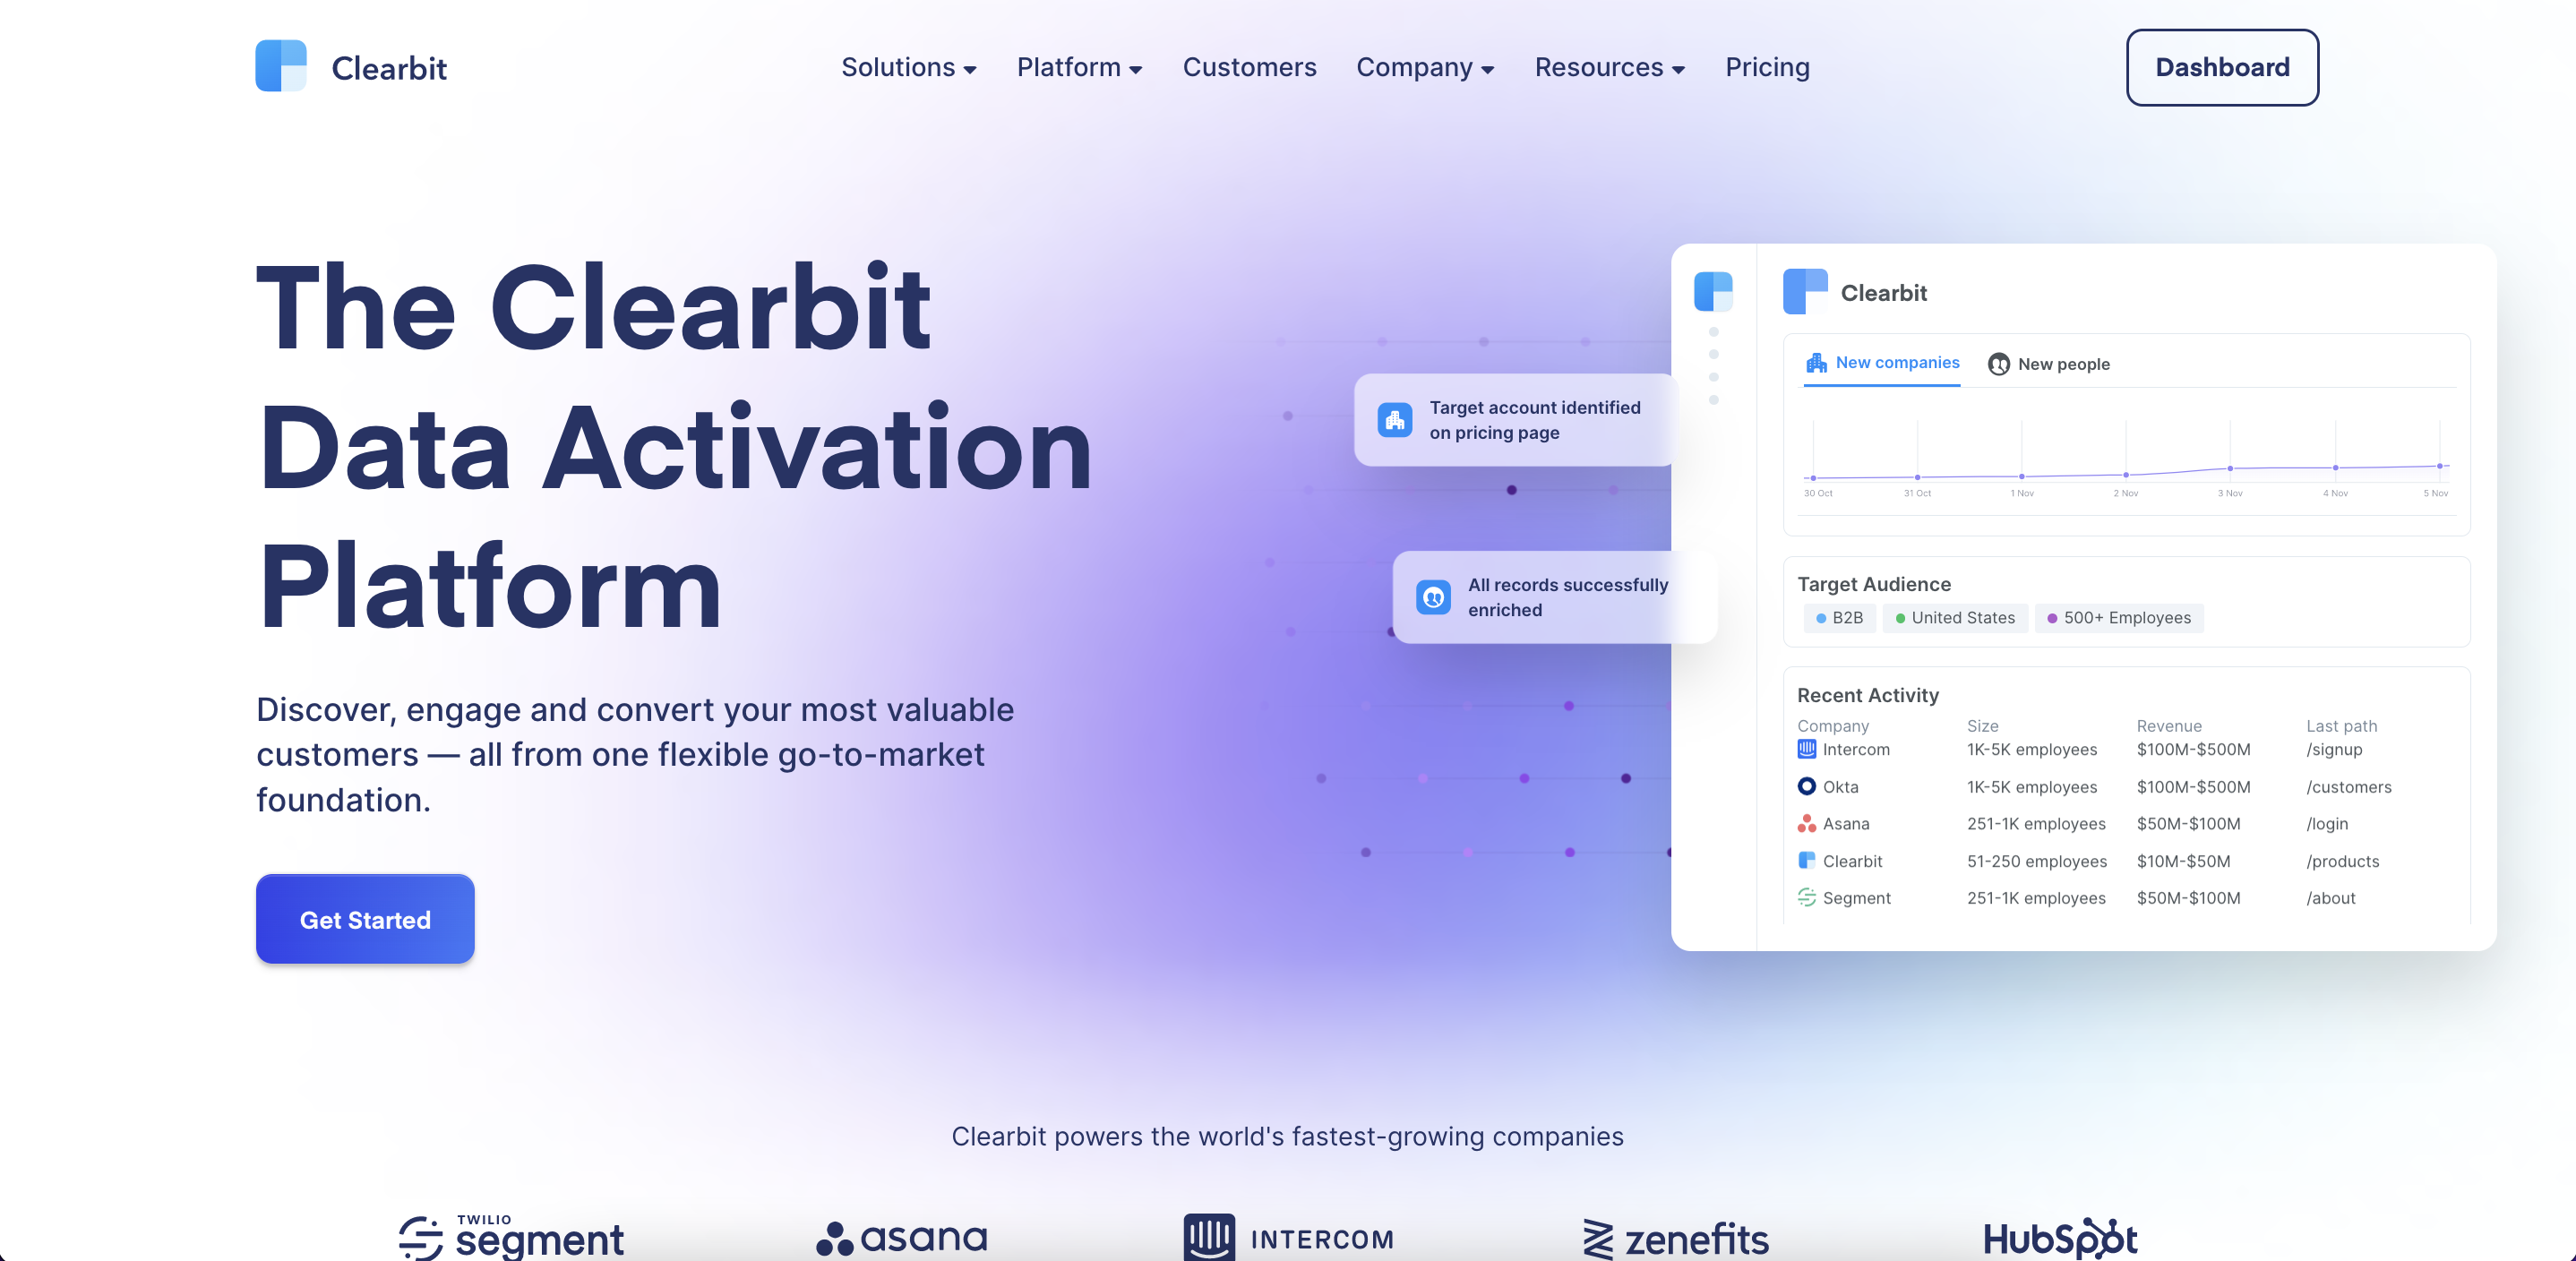 Clearbit
Solutions
Platform
Customers
Company
Resources
Pricing
Dashboard
The Clearbit
Data Activation
Platform
Discover, engage and convert your most valuable
customers — all from one flexible go-to-market
foundation.
Get Started
Target account identified
on pricing page
All records successfully
enriched
Clearbit
New companies
New people
30 Oct 31 Oct 1 Nov 2 Nov 3 Nov 4 Nov 5 Nov
Target Audience
B2B United States 500+ Employees
Recent Activity
Company Size Revenue Last path
Intercom 1K-5K employees $100M-$500M /signup
Okta 1K-5K employees $100M-$500M /customers
Asana 251-1K employees $50M-$100M /login
Clearbit 51-250 employees $10M-$50M /products
Segment 251-1K employees $50M-$100M /about
Clearbit powers the world's fastest-growing companies
TWILIO
segment
asana
INTERCOM
zenefits
HubSpot